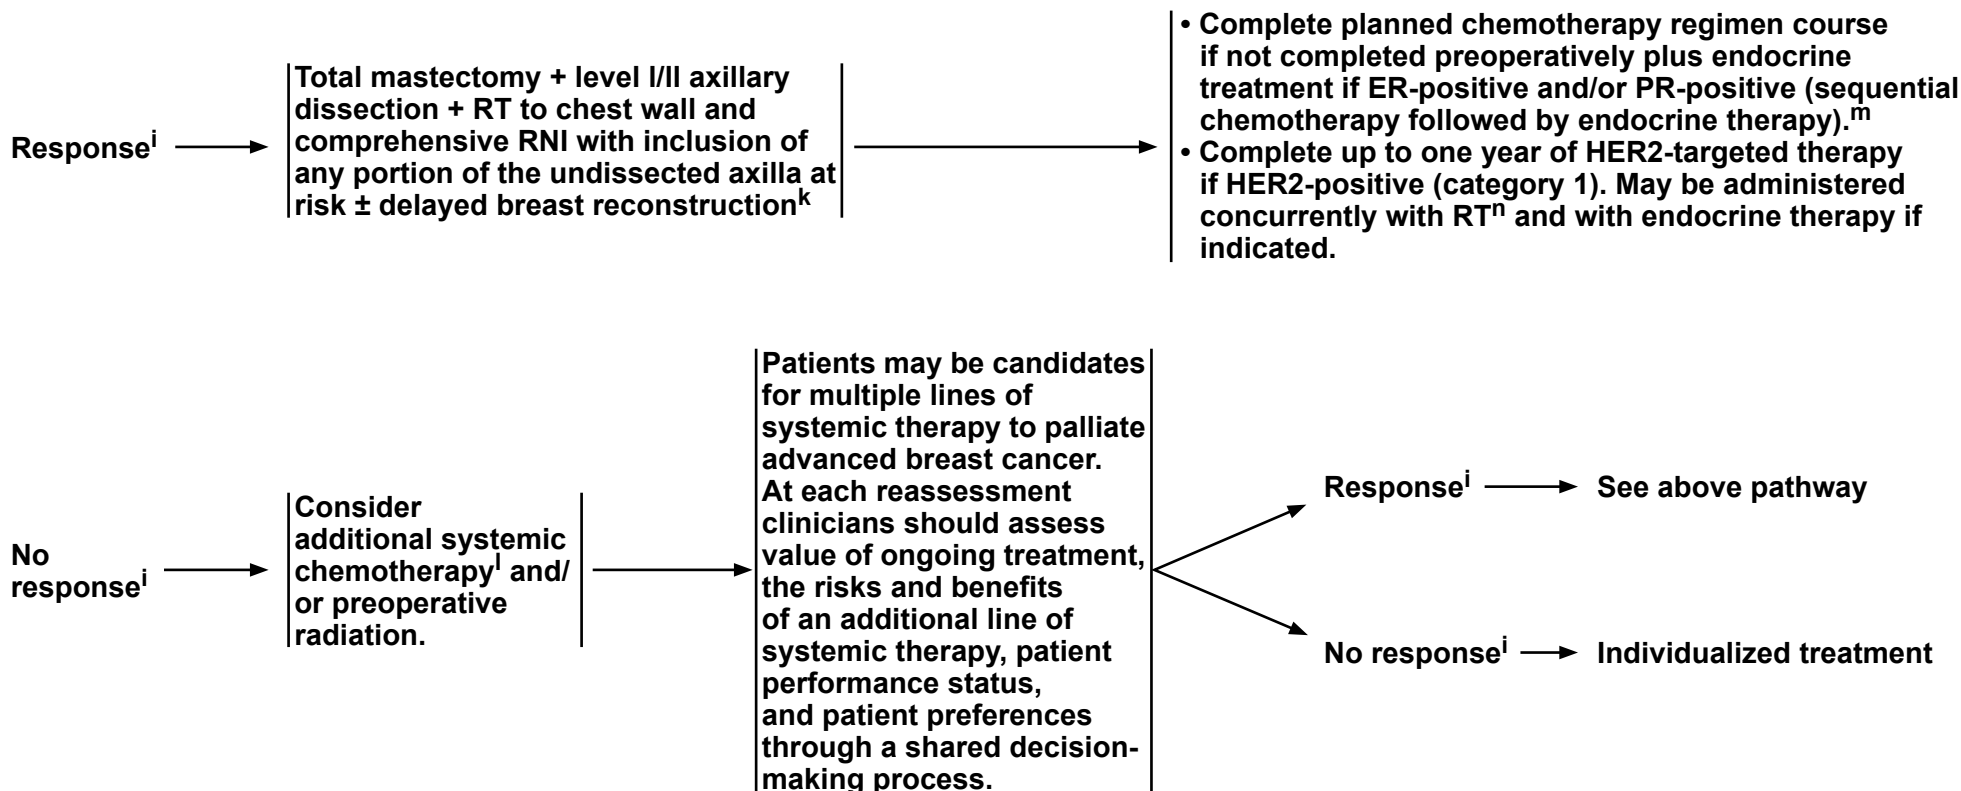 Responseⁱ
Total mastectomy + level I/II axillary
dissection + RT to chest wall and
comprehensive RNI with inclusion of
any portion of the undissected axilla at
risk ± delayed breast reconstructionᵏ
• Complete planned chemotherapy regimen course
if not completed preoperatively plus endocrine
treatment if ER-positive and/or PR-positive (sequential
chemotherapy followed by endocrine therapy).ᵐ
• Complete up to one year of HER2-targeted therapy
if HER2-positive (category 1). May be administered
concurrently with RTⁿ and with endocrine therapy if
indicated.
No
responseⁱ
Consider
additional systemic
chemotherapyˡ and/
or preoperative
radiation.
Patients may be candidates
for multiple lines of
systemic therapy to palliate
advanced breast cancer.
At each reassessment
clinicians should assess
value of ongoing treatment,
the risks and benefits
of an additional line of
systemic therapy, patient
performance status,
and patient preferences
through a shared decision-
making process.
Responseⁱ
See above pathway
No responseⁱ
Individualized treatment